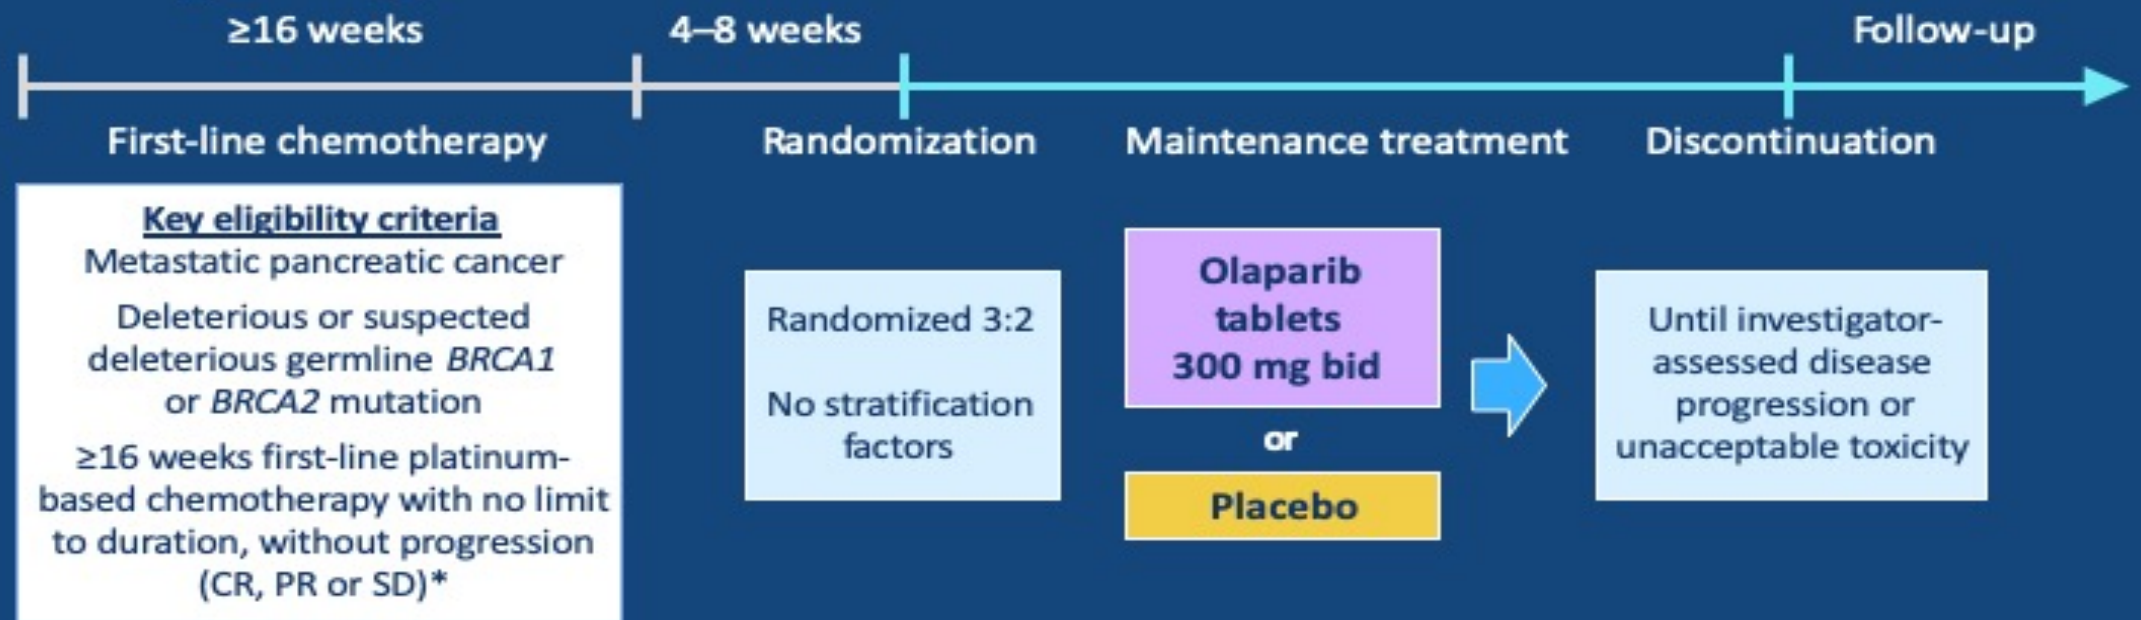 ≥16 weeks
4–8 weeks
Follow-up
First-line chemotherapy
Randomization
Maintenance treatment
Discontinuation
Key eligibility criteria
Metastatic pancreatic cancer
Deleterious or suspected
deleterious germline BRCA1
or BRCA2 mutation
≥16 weeks first-line platinum-
based chemotherapy with no limit
to duration, without progression
(CR, PR or SD)*
Randomized 3:2
No stratification
factors
Olaparib
tablets
300 mg bid
or
Placebo
Until investigator-
assessed disease
progression or
unacceptable toxicity